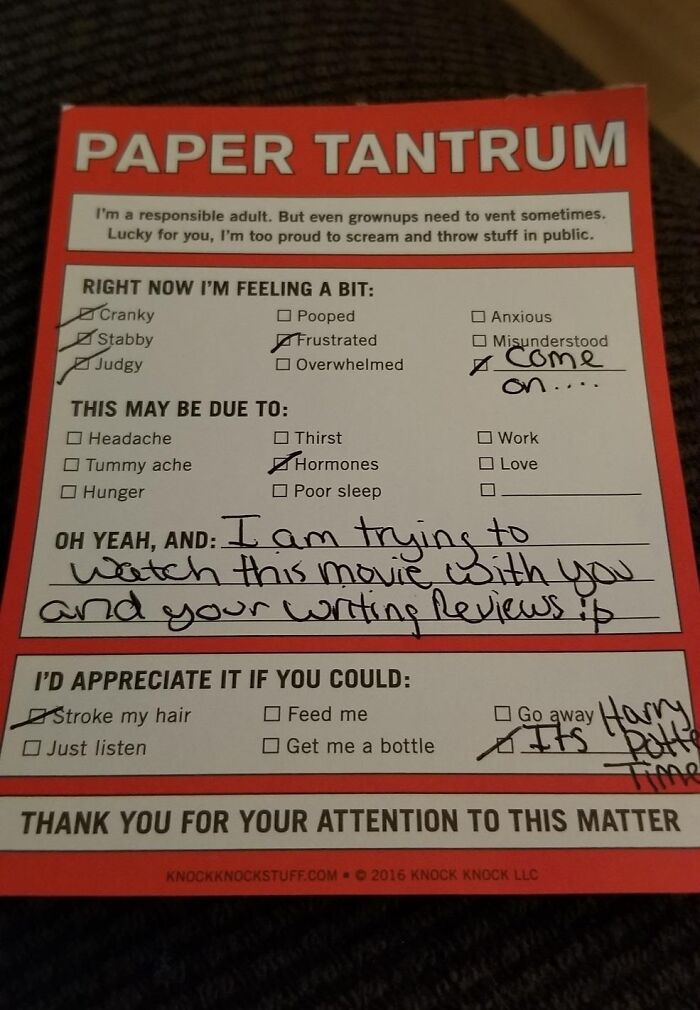 PAPER TANTRUM
I'm a responsible adult. But even grownups need to vent sometimes.
Lucky for you, I'm too proud to scream and throw stuff in public.
RIGHT NOW I'M FEELING A BIT:
Cranky Pooped Anxious
Stabby Frustrated Misunderstood
Judgy Overwhelmed Come
on....
THIS MAY BE DUE TO:
Headache Thirst Work
Tummy ache Hormones Love
Hunger Poor sleep
OH YEAH, AND: I am trying to
watch this movie with you
and your writing Reviews :p
I'D APPRECIATE IT IF YOU COULD:
Stroke my hair Feed me Go away
Just listen Get me a bottle Its Harry
Potte
Time
THANK YOU FOR YOUR ATTENTION TO THIS MATTER
KNOCKKNOCKSTUFF.COM • © 2016 KNOCK KNOCK LLC